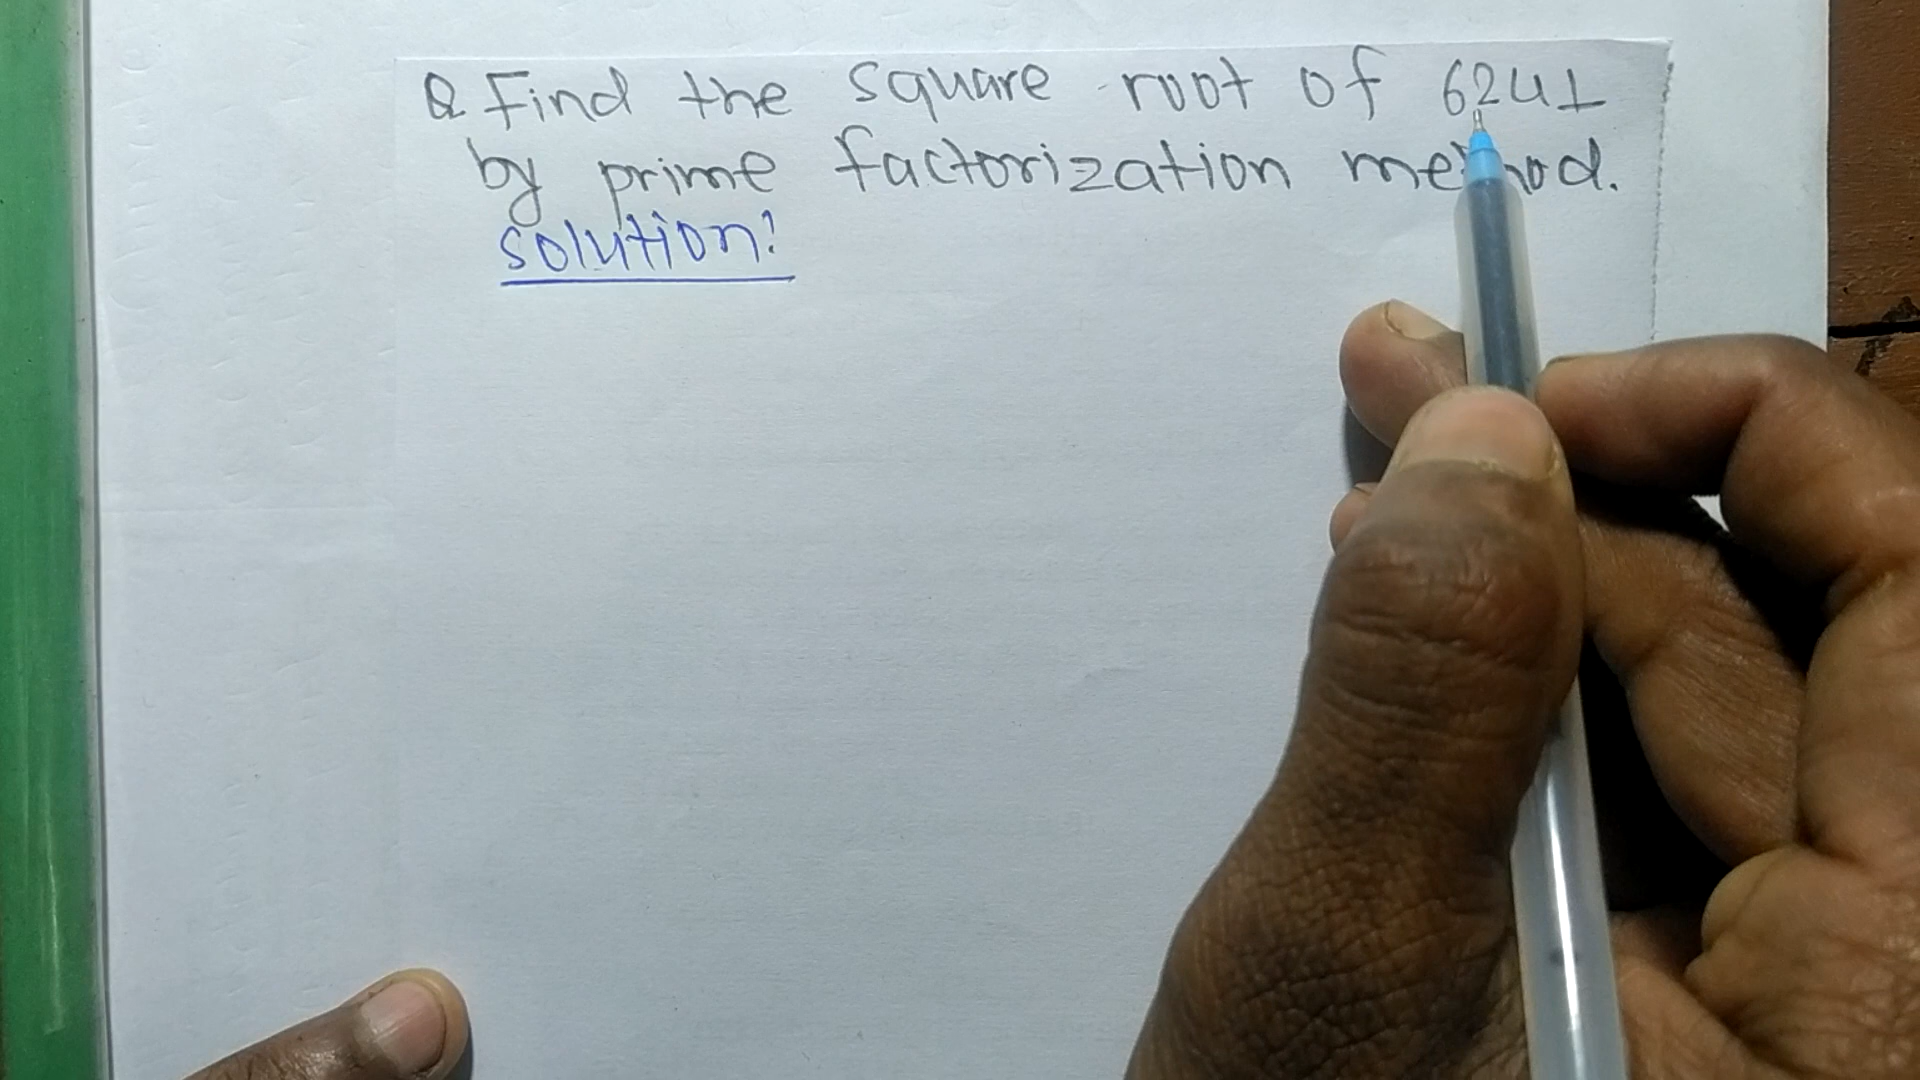 Q Find the square root of 6241
by prime factorization method.
solution: